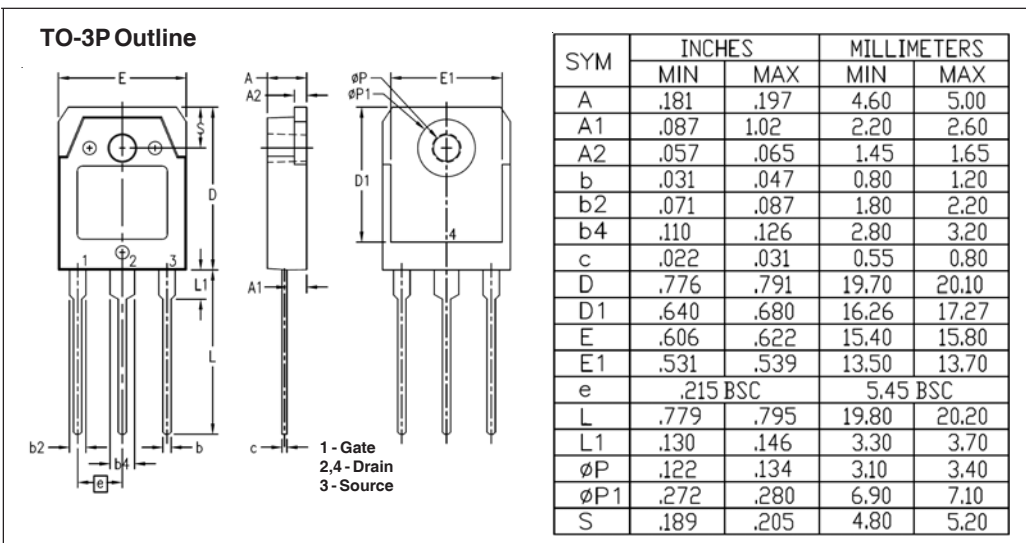 TO-3P Outline
E
A
A2
øP
øP1
E1
S
D
D1
4
1 2 3
L1
A1
L
b2
b4
b
e
c
1 - Gate
2,4 - Drain
3 - Source
SYM INCHES MILLIMETERS
MIN MAX MIN MAX
A .181 .197 4.60 5.00
A1 .087 1.02 2.20 2.60
A2 .057 .065 1.45 1.65
b .031 .047 0.80 1.20
b2 .071 .087 1.80 2.20
b4 .110 .126 2.80 3.20
c .022 .031 0.55 0.80
D .776 .791 19.70 20.10
D1 .640 .680 16.26 17.27
E .606 .622 15.40 15.80
E1 .531 .539 13.50 13.70
e .215 BSC 5.45 BSC
L .779 .795 19.80 20.20
L1 .130 .146 3.30 3.70
øP .122 .134 3.10 3.40
øP1 .272 .280 6.90 7.10
S .189 .205 4.80 5.20